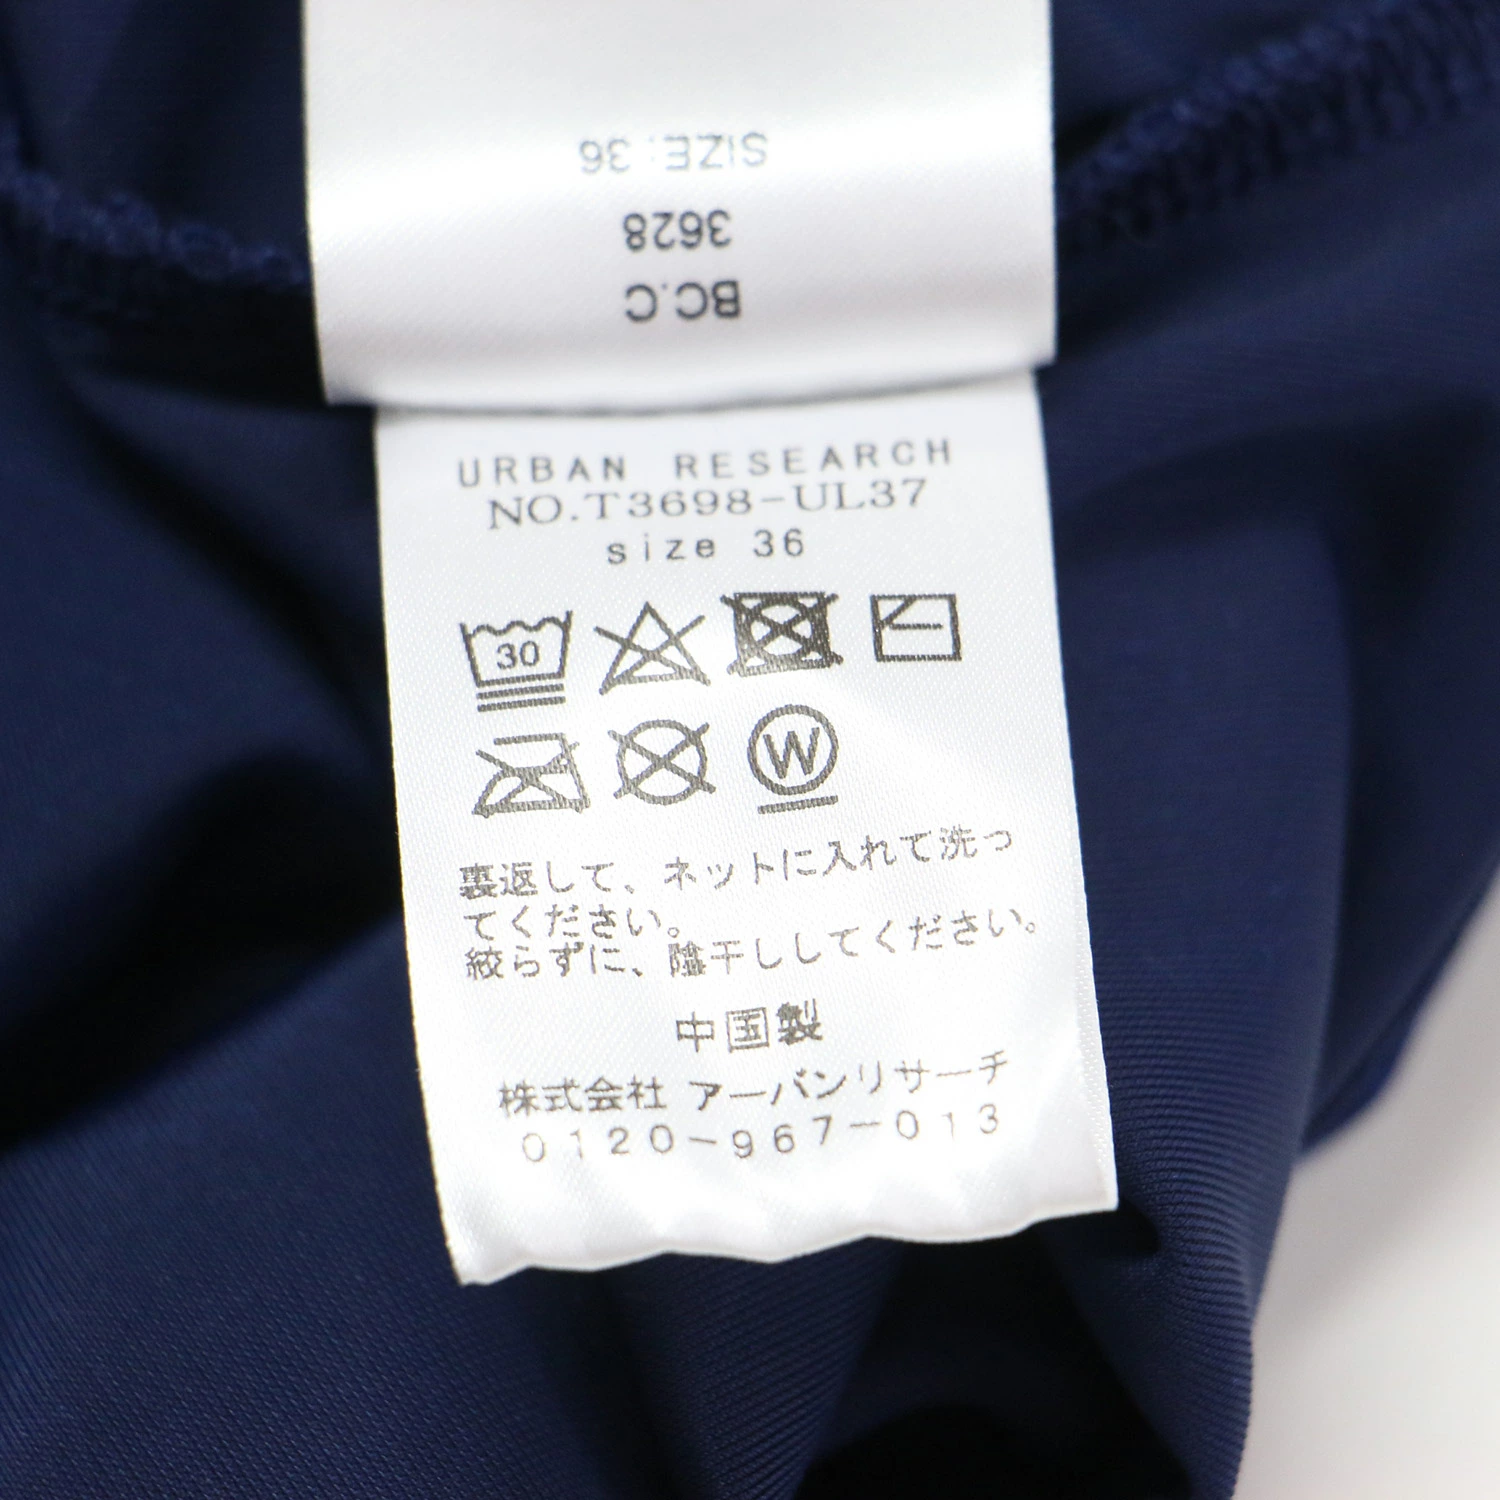 SIZE: 36
3628
BC.C
URBAN RESEARCH
NO.T3698-UL37
size 36
30
W
裏返して、ネットに入れて洗っ
てください。
絞らずに、陰干ししてください。
中国製
株式会社 アーバンリサーチ
0120-967-013